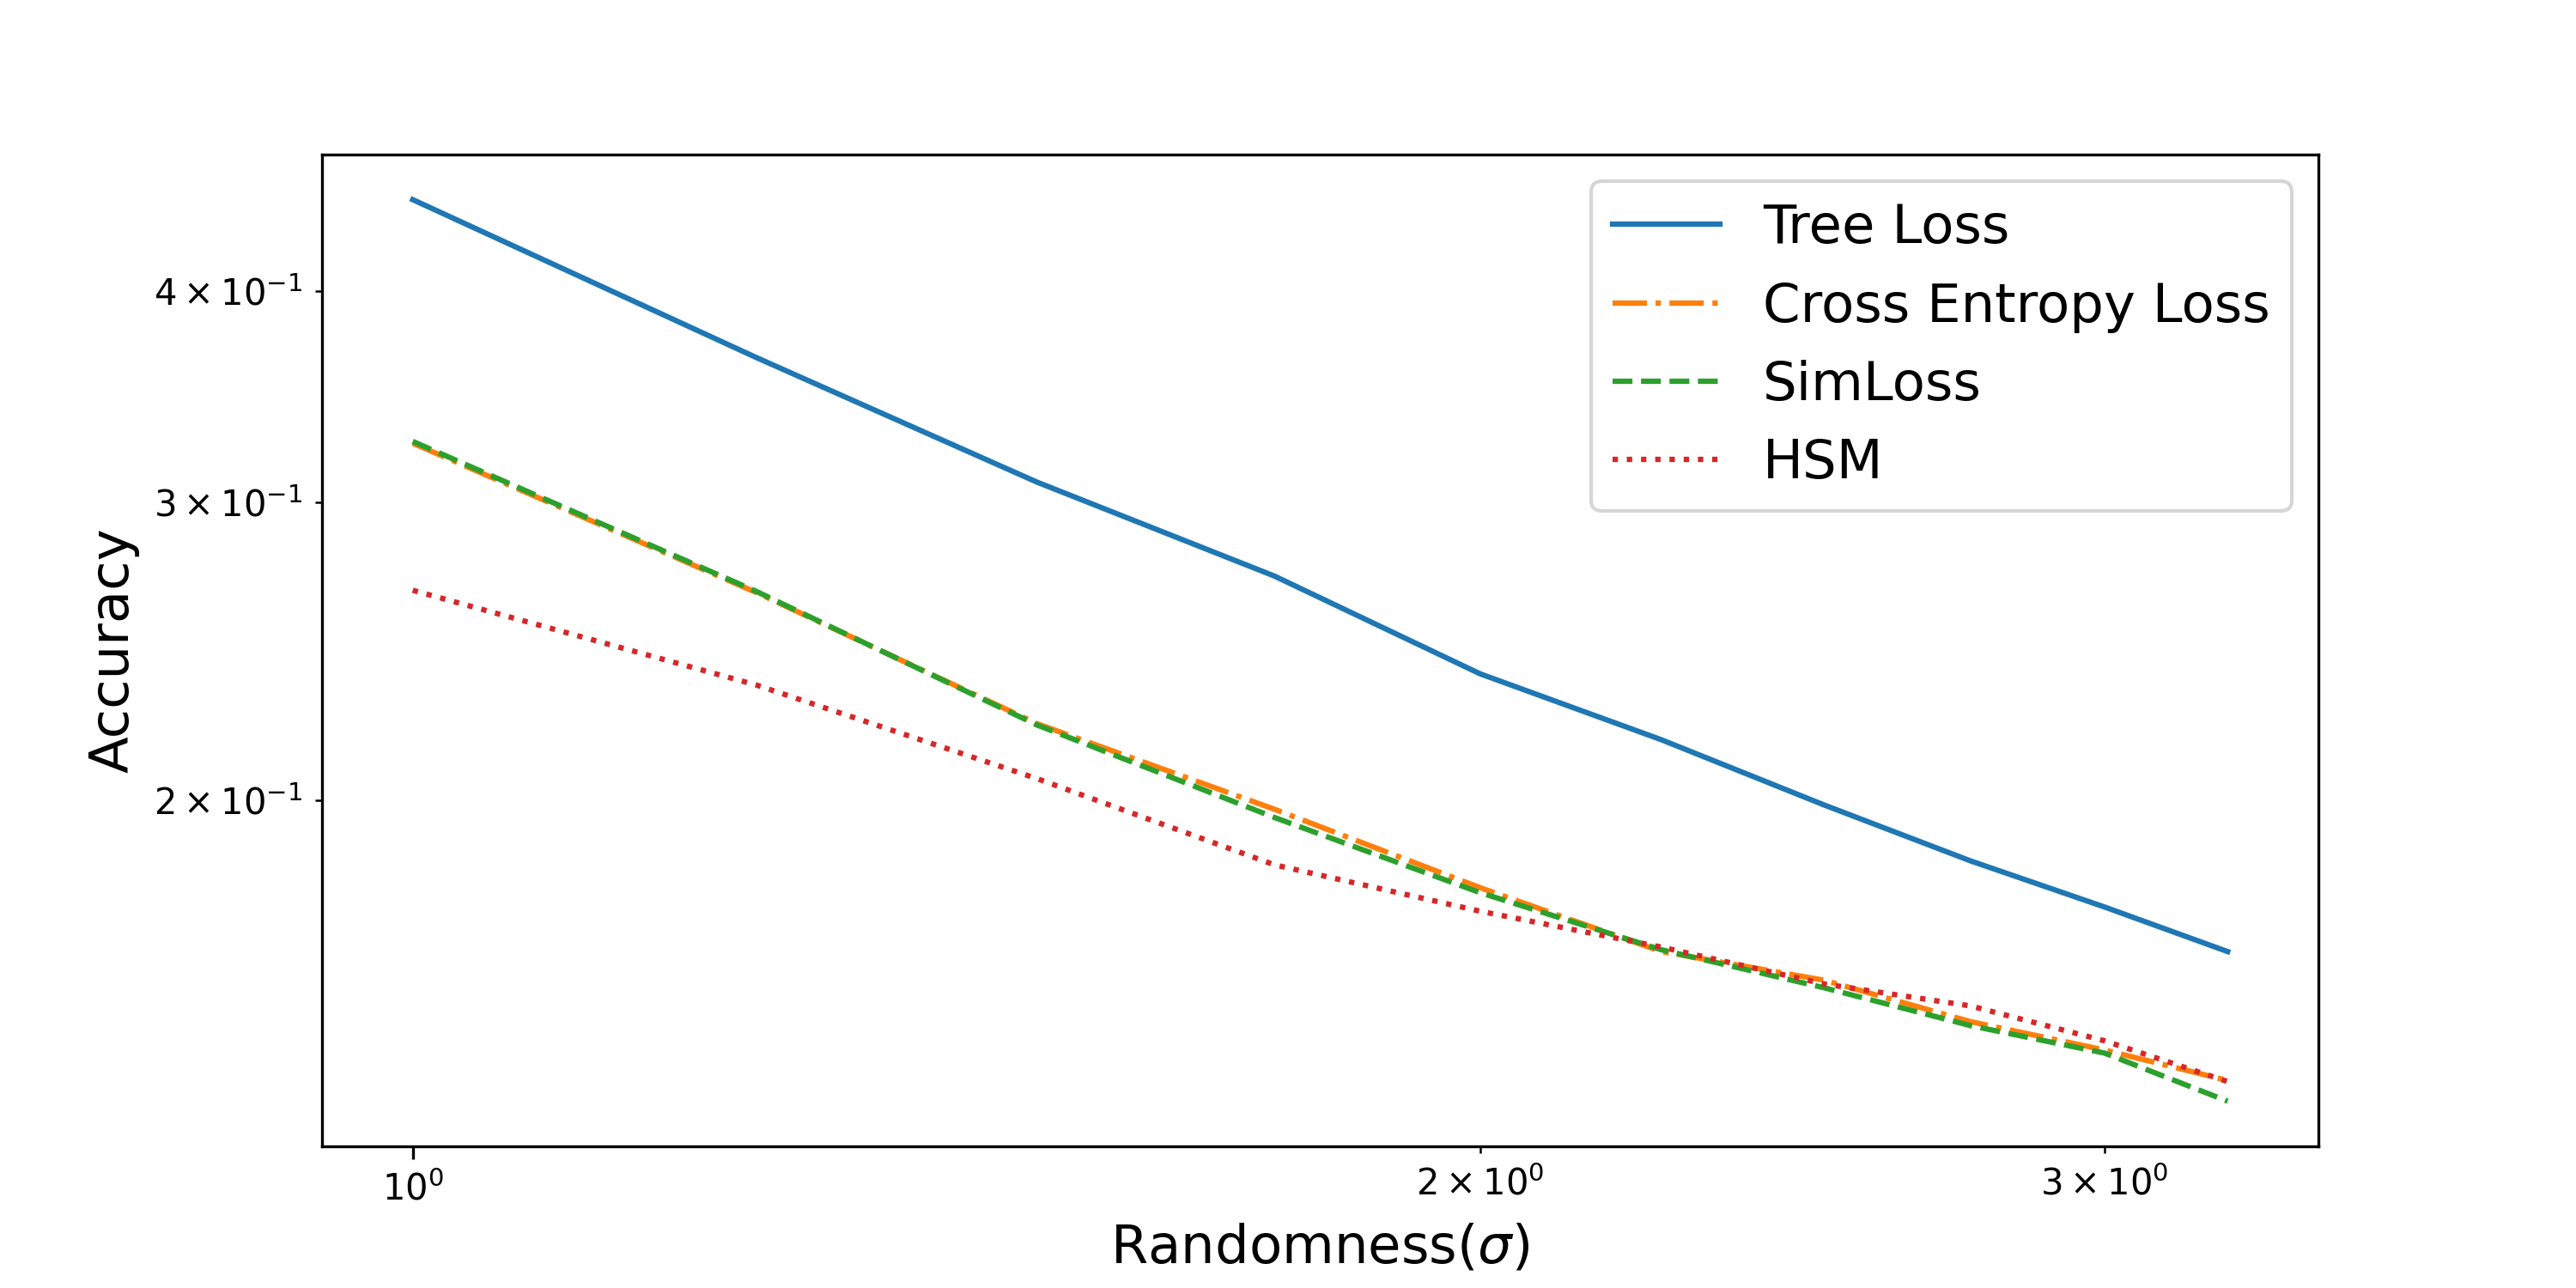 Tree Loss
Cross Entropy Loss
SimLoss
HSM
4 × 10⁻¹
3 × 10⁻¹
2 × 10⁻¹
Accuracy
10⁰
2 × 10⁰
3 × 10⁰
Randomness(σ)